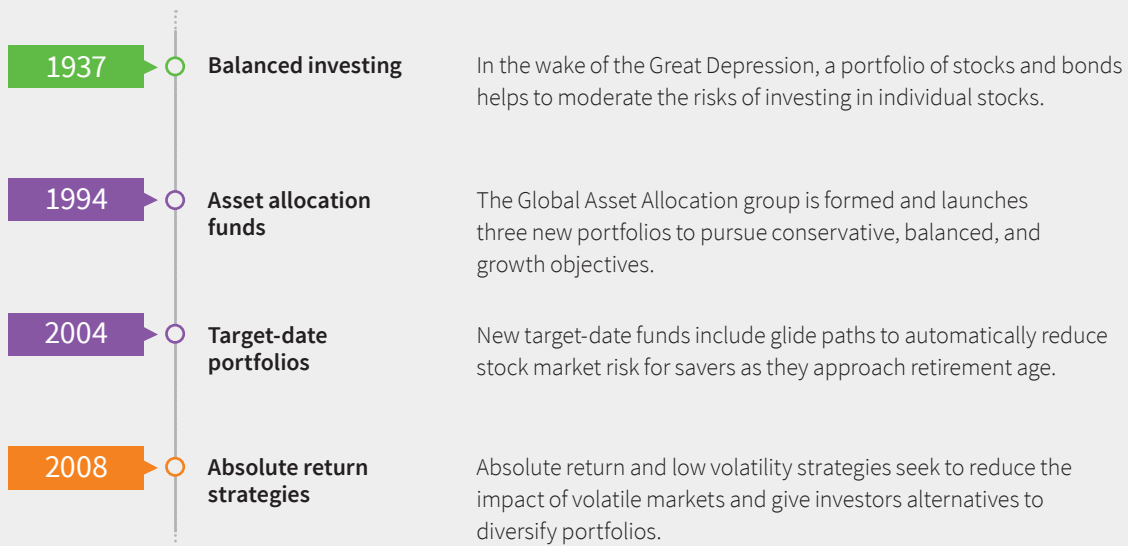 1937
Balanced investing
In the wake of the Great Depression, a portfolio of stocks and bonds
helps to moderate the risks of investing in individual stocks.
1994
Asset allocation
funds
The Global Asset Allocation group is formed and launches
three new portfolios to pursue conservative, balanced, and
growth objectives.
2004
Target-date
portfolios
New target-date funds include glide paths to automatically reduce
stock market risk for savers as they approach retirement age.
2008
Absolute return
strategies
Absolute return and low volatility strategies seek to reduce the
impact of volatile markets and give investors alternatives to
diversify portfolios.